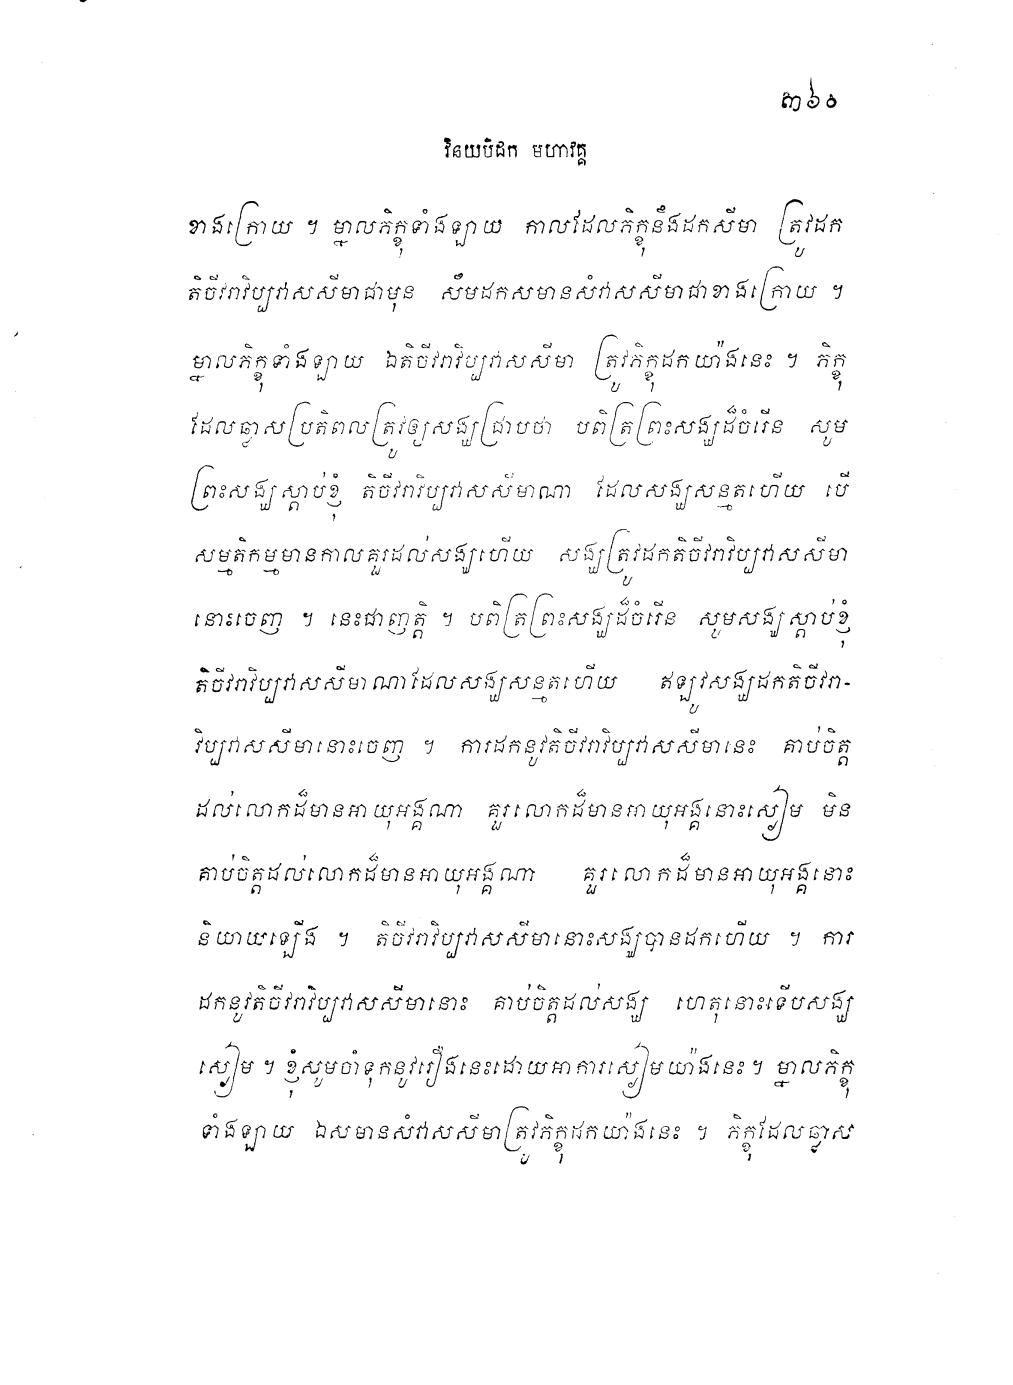 ៣៦០
វិនយបិដក មហាវគ្គ
ខាងក្រោយ ។ ម្នាលភិក្ខុទាំងឡាយ កាលដែលភិក្ខុនឹងដកសីមា ត្រូវដក
តិចីវរាវិប្បវាសសីមាជាមុន សឹមដកសមានសំវាសសីមាជាខាងក្រោយ ។
ម្នាលភិក្ខុទាំងឡាយ ឯតិចីវរាវិប្បវាសសីមា ត្រូវភិក្ខុដកយ៉ាងនេះ ។ ភិក្ខុ
ដែលឆ្លាសប្រតិពលត្រូវឲ្យសង្ឃជ្រាបថា បពិត្រព្រះសង្ឃដ៏ចំរើន សូម
ព្រះសង្ឃស្តាប់ខ្ញុំ តិចីវរាវិប្បវាសសីមាណា ដែលសង្ឃសន្មតហើយ បើ
សម្មតិកម្មមានកាលគួរដល់សង្ឃហើយ សង្ឃត្រូវដកតិចីវរាវិប្បវាសសីមា
នោះចេញ ។ នេះជាញត្តិ ។ បពិត្រព្រះសង្ឃដ៏ចំរើន សូមសង្ឃស្តាប់ខ្ញុំ
តិចីវរាវិប្បវាសសីមាណាដែលសង្ឃសន្មតហើយ ឥឡូវសង្ឃដកតិចីវរា-
វិប្បវាសសីមានោះចេញ ។ ការដកនូវតិចីវរាវិប្បវាសសីមានេះ គាប់ចិត្ត
ដល់លោកដ៏មានអាយុអង្គណា គួរលោកដ៏មានអាយុអង្គនោះស្ងៀម មិន
គាប់ចិត្តដល់លោកដ៏មានអាយុអង្គណា គួរលោកដ៏មានអាយុអង្គនោះ
និយាយឡើង ។ តិចីវរាវិប្បវាសសីមានោះសង្ឃបានដកហើយ ។ ការ
ដកនូវតិចីវរាវិប្បវាសសីមានោះ គាប់ចិត្តដល់សង្ឃ ហេតុនោះទើបសង្ឃ
ស្ងៀម ។ ខ្ញុំសូមចាំទុកនូវរឿងនេះដោយអាការស្ងៀមយ៉ាងនេះ ។ ម្នាលភិក្ខុ
ទាំងឡាយ ឯសមានសំវាសសីមាត្រូវភិក្ខុដកយ៉ាងនេះ ។ ភិក្ខុដែលឆ្លាស